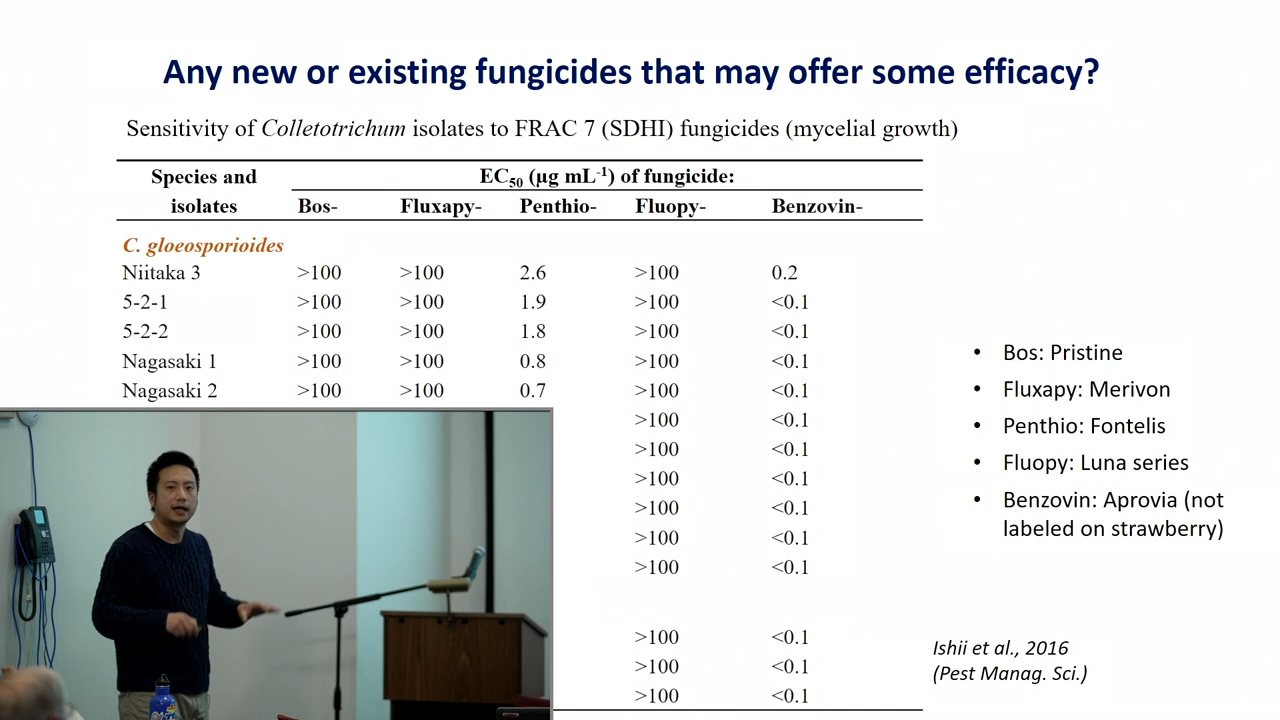 Any new or existing fungicides that may offer some efficacy?
Sensitivity of Colletotrichum isolates to FRAC 7 (SDHI) fungicides (mycelial growth)
Species and isolates
EC50 (µg mL-1) of fungicide:
Bos- Fluxapy- Penthio- Fluopy- Benzovin-
C. gloeosporioides
Niitaka 3 >100 >100 2.6 >100 0.2
5-2-1 >100 >100 1.9 >100 <0.1
5-2-2 >100 >100 1.8 >100 <0.1
Nagasaki 1 >100 >100 0.8 >100 <0.1
Nagasaki 2 >100 >100 0.7 >100 <0.1
>100 <0.1
>100 <0.1
>100 <0.1
>100 <0.1
>100 <0.1
>100 <0.1
>100 <0.1
>100 <0.1
>100 <0.1
• Bos: Pristine
• Fluxapy: Merivon
• Penthio: Fontelis
• Fluopy: Luna series
• Benzovin: Aprovia (not
labeled on strawberry)
Ishii et al., 2016
(Pest Manag. Sci.)